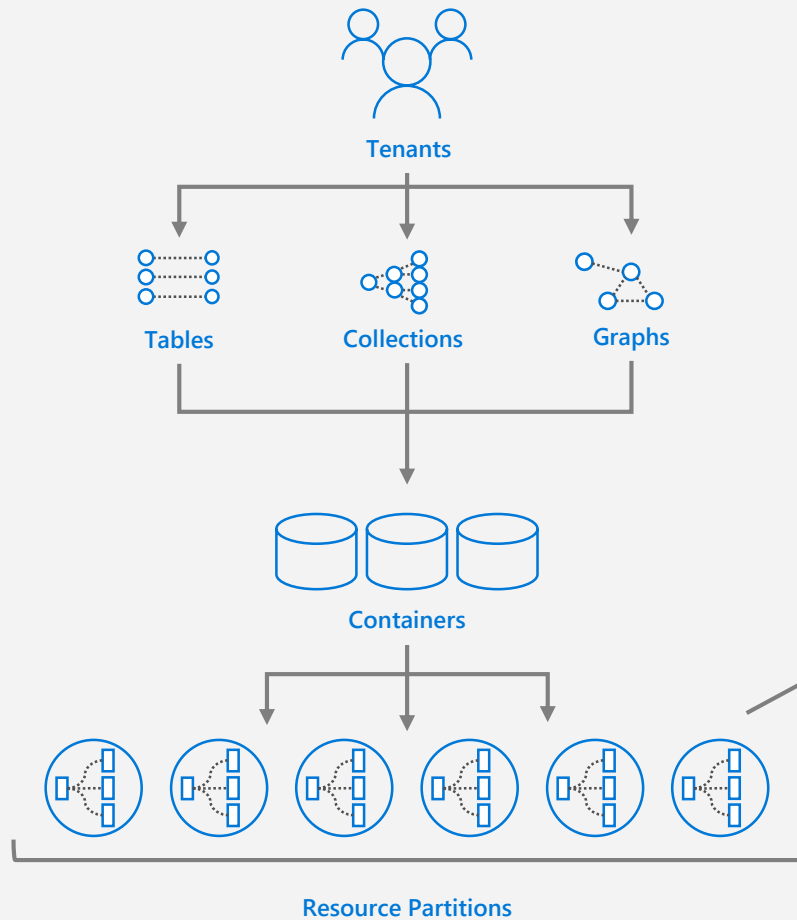 Tenants
Tables
Collections
Graphs
Containers
Resource Partitions